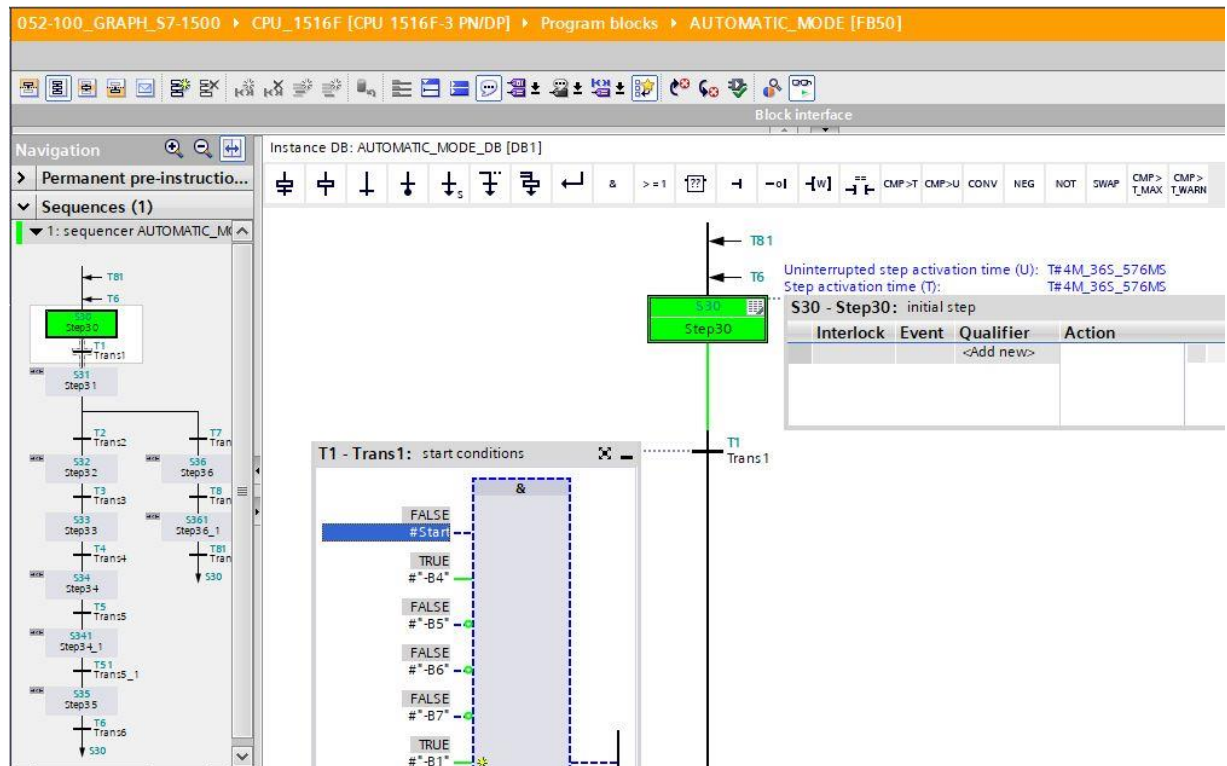 052-100_GRAPH_S7-1500 ▸ CPU_1516F [CPU 1516F-3 PN/DP] ▸ Program blocks ▸ AUTOMATIC_MODE [FB50]
Block interface
Navigation
Permanent pre-instructio...
Sequences (1)
1: sequencer AUTOMATIC_M
T81
T6
S30
Step30
T1
Trans1
S31
Step31
T2
Trans2
T7
Tran
S32
Step32
S36
Step36
T3
Trans3
T8
Tran
S33
Step33
S361
Step36_1
T4
Trans4
T81
Tran
S34
Step34
S30
T5
Trans5
S341
Step34_1
T51
Trans5_1
S35
Step35
T6
Trans6
S30
Instance DB: AUTOMATIC_MODE_DB [DB1]
& >=1 ?? CMP>T CMP>U CONV NEG NOT SWAP CMP> T_MAX CMP> T_WARN
T81
T6
Uninterrupted step activation time (U): T#4M_36S_576MS
Step activation time (T): T#4M_36S_576MS
S30
Step30
S30 - Step30: initial step
Interlock Event Qualifier Action
<Add new>
T1
Trans1
T1 - Trans1: start conditions
&
FALSE
#Start
TRUE
#"-B4"
FALSE
#"-B5"
FALSE
#"-B6"
FALSE
#"-B7"
TRUE
#"-B1"